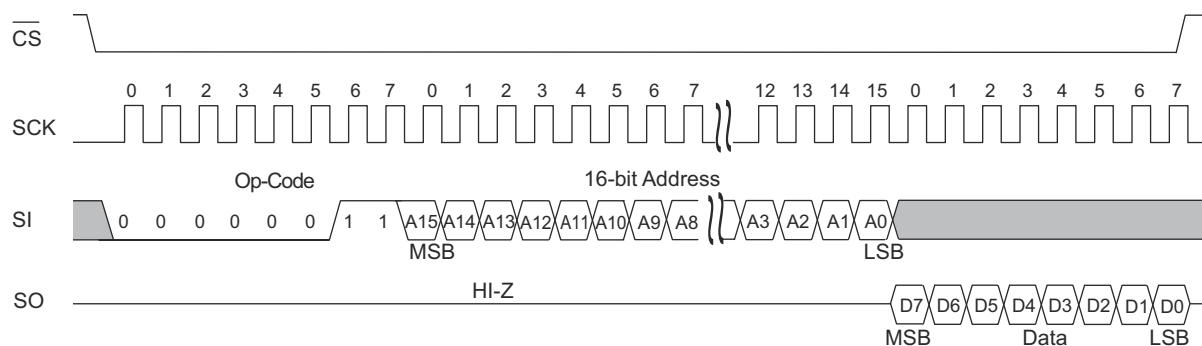 CS
0 1 2 3 4 5 6 7 0 1 2 3 4 5 6 7 12 13 14 15 0 1 2 3 4 5 6 7
SCK
Op-Code 16-bit Address
SI 0 0 0 0 0 0 1 1 A15 A14 A13 A12 A11 A10 A9 A8 A3 A2 A1 A0
MSB LSB
HI-Z
SO D7 D6 D5 D4 D3 D2 D1 D0
MSB Data LSB